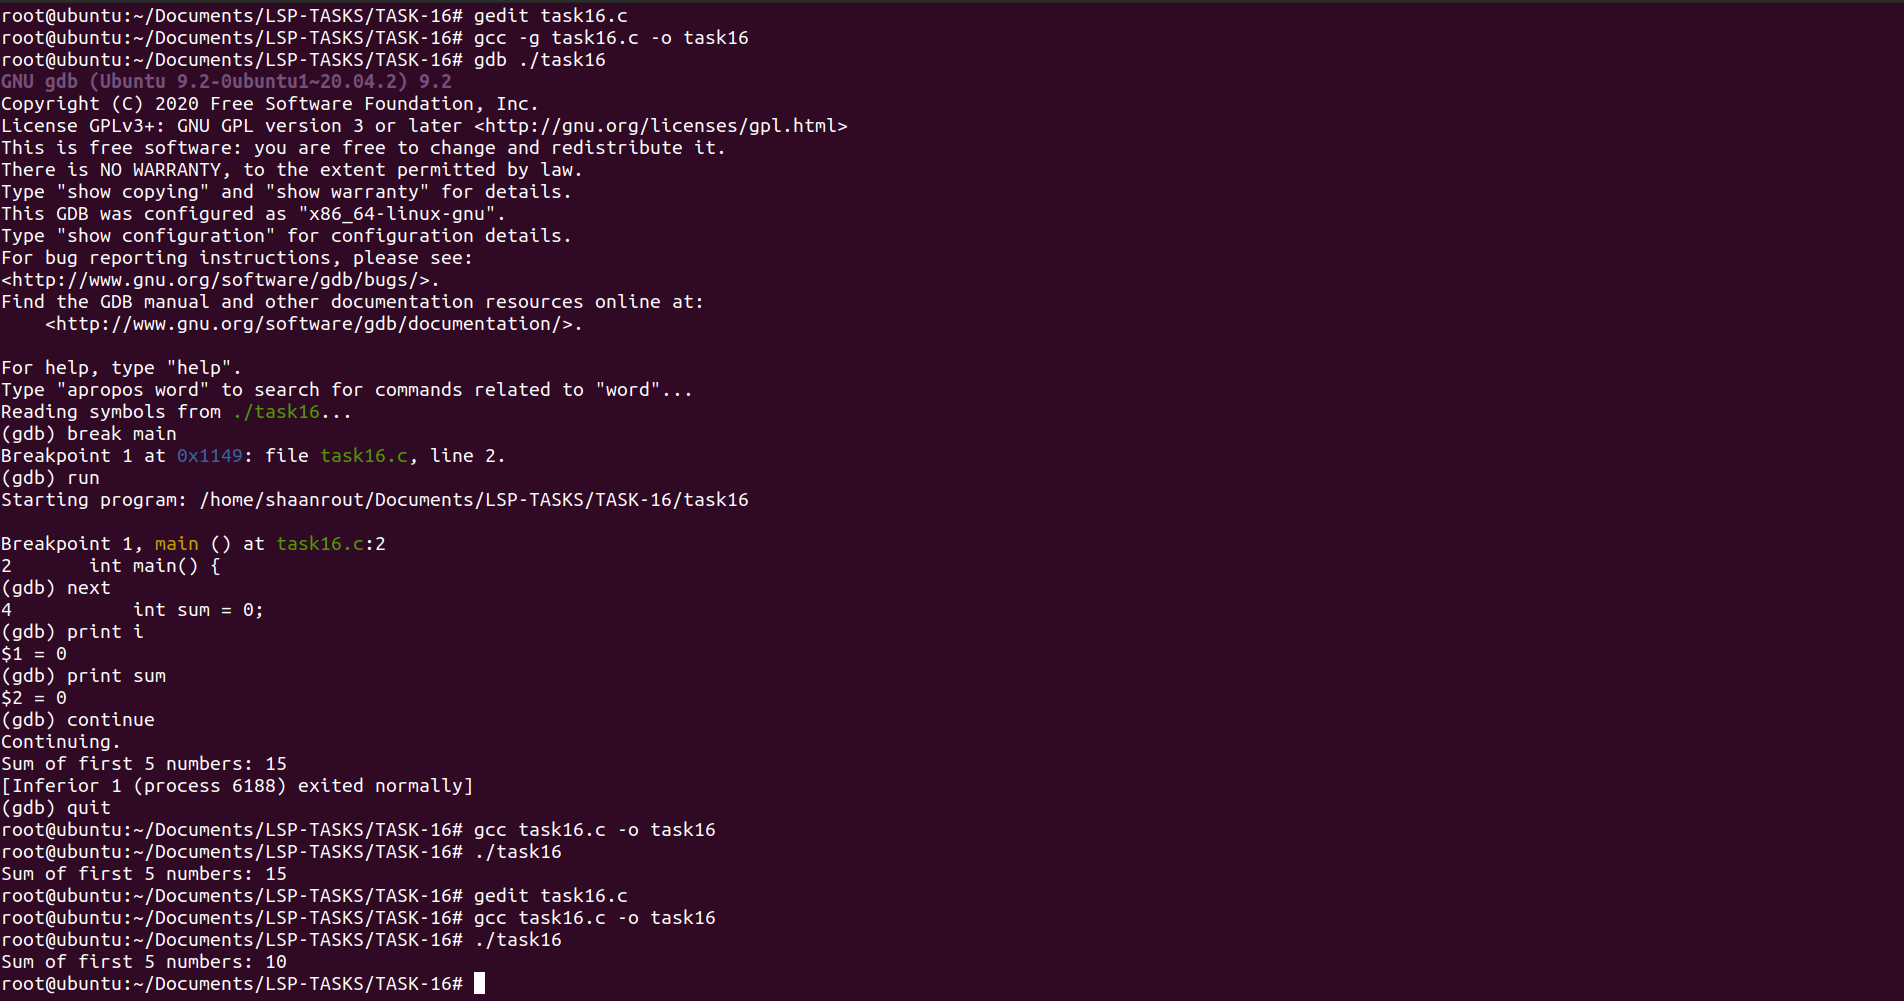 root@ubuntu:~/Documents/LSP-TASKS/TASK-16# gedit task16.c
root@ubuntu:~/Documents/LSP-TASKS/TASK-16# gcc -g task16.c -o task16
root@ubuntu:~/Documents/LSP-TASKS/TASK-16# gdb ./task16
GNU gdb (Ubuntu 9.2-0ubuntu1~20.04.2) 9.2
Copyright (C) 2020 Free Software Foundation, Inc.
License GPLv3+: GNU GPL version 3 or later <http://gnu.org/licenses/gpl.html>
This is free software: you are free to change and redistribute it.
There is NO WARRANTY, to the extent permitted by law.
Type "show copying" and "show warranty" for details.
This GDB was configured as "x86_64-linux-gnu".
Type "show configuration" for configuration details.
For bug reporting instructions, please see:
<http://www.gnu.org/software/gdb/bugs/>.
Find the GDB manual and other documentation resources online at:
    <http://www.gnu.org/software/gdb/documentation/>.

For help, type "help".
Type "apropos word" to search for commands related to "word"...
Reading symbols from ./task16...
(gdb) break main
Breakpoint 1 at 0x1149: file task16.c, line 2.
(gdb) run
Starting program: /home/shaanrout/Documents/LSP-TASKS/TASK-16/task16

Breakpoint 1, main () at task16.c:2
2       int main() {
(gdb) next
4           int sum = 0;
(gdb) print i
$1 = 0
(gdb) print sum
$2 = 0
(gdb) continue
Continuing.
Sum of first 5 numbers: 15
[Inferior 1 (process 6188) exited normally]
(gdb) quit
root@ubuntu:~/Documents/LSP-TASKS/TASK-16# gcc task16.c -o task16
root@ubuntu:~/Documents/LSP-TASKS/TASK-16# ./task16
Sum of first 5 numbers: 15
root@ubuntu:~/Documents/LSP-TASKS/TASK-16# gedit task16.c
root@ubuntu:~/Documents/LSP-TASKS/TASK-16# gcc task16.c -o task16
root@ubuntu:~/Documents/LSP-TASKS/TASK-16# ./task16
Sum of first 5 numbers: 10
root@ubuntu:~/Documents/LSP-TASKS/TASK-16#